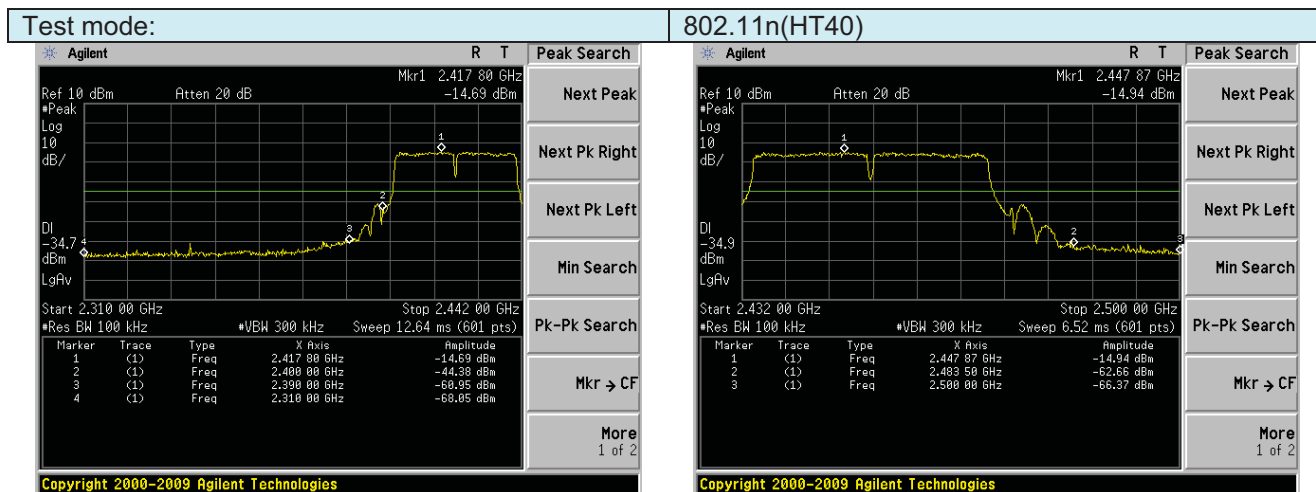 Test mode: 802.11n(HT40)
Agilent R T Peak Search
Mkr1 2.417 80 GHz
Ref 10 dBm Atten 20 dB -14.69 dBm
#Peak
Log
10
dB/
1
2
3
4
DI
-34.7
dBm
LgAv
Start 2.310 00 GHz Stop 2.442 00 GHz
#Res BW 100 kHz #VBW 300 kHz Sweep 12.64 ms (601 pts)
Marker Trace Type X Axis Amplitude
1 (1) Freq 2.417 80 GHz -14.69 dBm
2 (1) Freq 2.400 00 GHz -44.38 dBm
3 (1) Freq 2.390 00 GHz -60.95 dBm
4 (1) Freq 2.310 00 GHz -68.05 dBm
Next Peak
Next Pk Right
Next Pk Left
Min Search
Pk-Pk Search
Mkr → CF
More
1 of 2
Copyright 2000-2009 Agilent Technologies
Agilent R T Peak Search
Mkr1 2.447 87 GHz
Ref 10 dBm Atten 20 dB -14.94 dBm
#Peak
Log
10
dB/
1
2
3
DI
-34.9
dBm
LgAv
Start 2.432 00 GHz Stop 2.500 00 GHz
#Res BW 100 kHz #VBW 300 kHz Sweep 6.52 ms (601 pts)
Marker Trace Type X Axis Amplitude
1 (1) Freq 2.447 87 GHz -14.94 dBm
2 (1) Freq 2.483 50 GHz -62.66 dBm
3 (1) Freq 2.500 00 GHz -66.37 dBm
Next Peak
Next Pk Right
Next Pk Left
Min Search
Pk-Pk Search
Mkr → CF
More
1 of 2
Copyright 2000-2009 Agilent Technologies